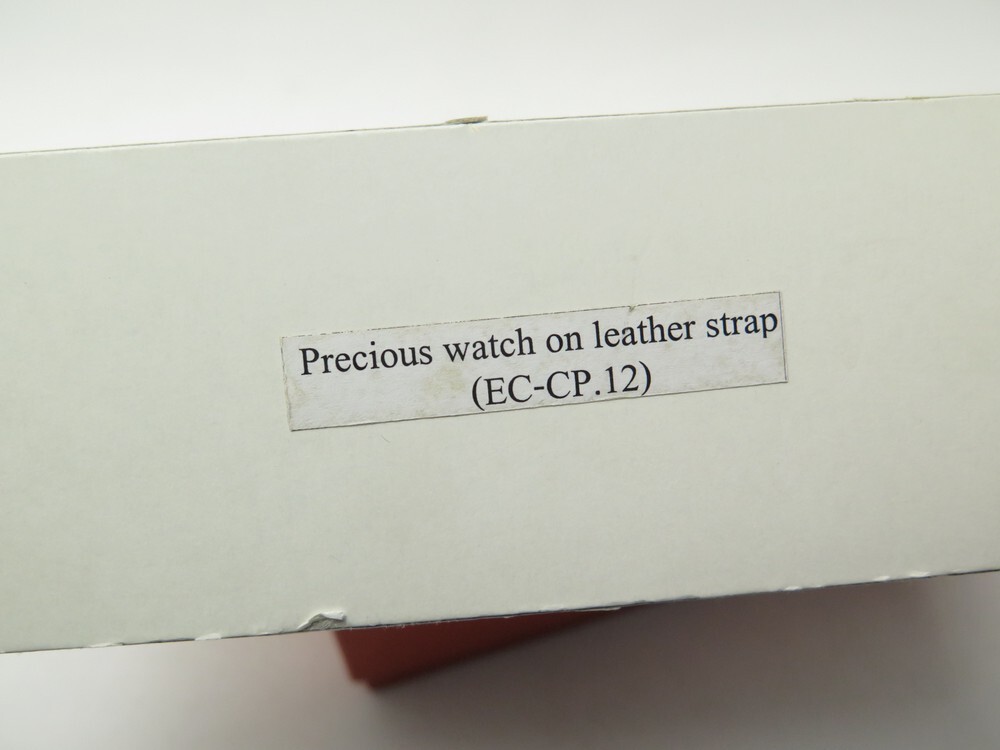 Precious watch on leather strap
(EC-CP.12)